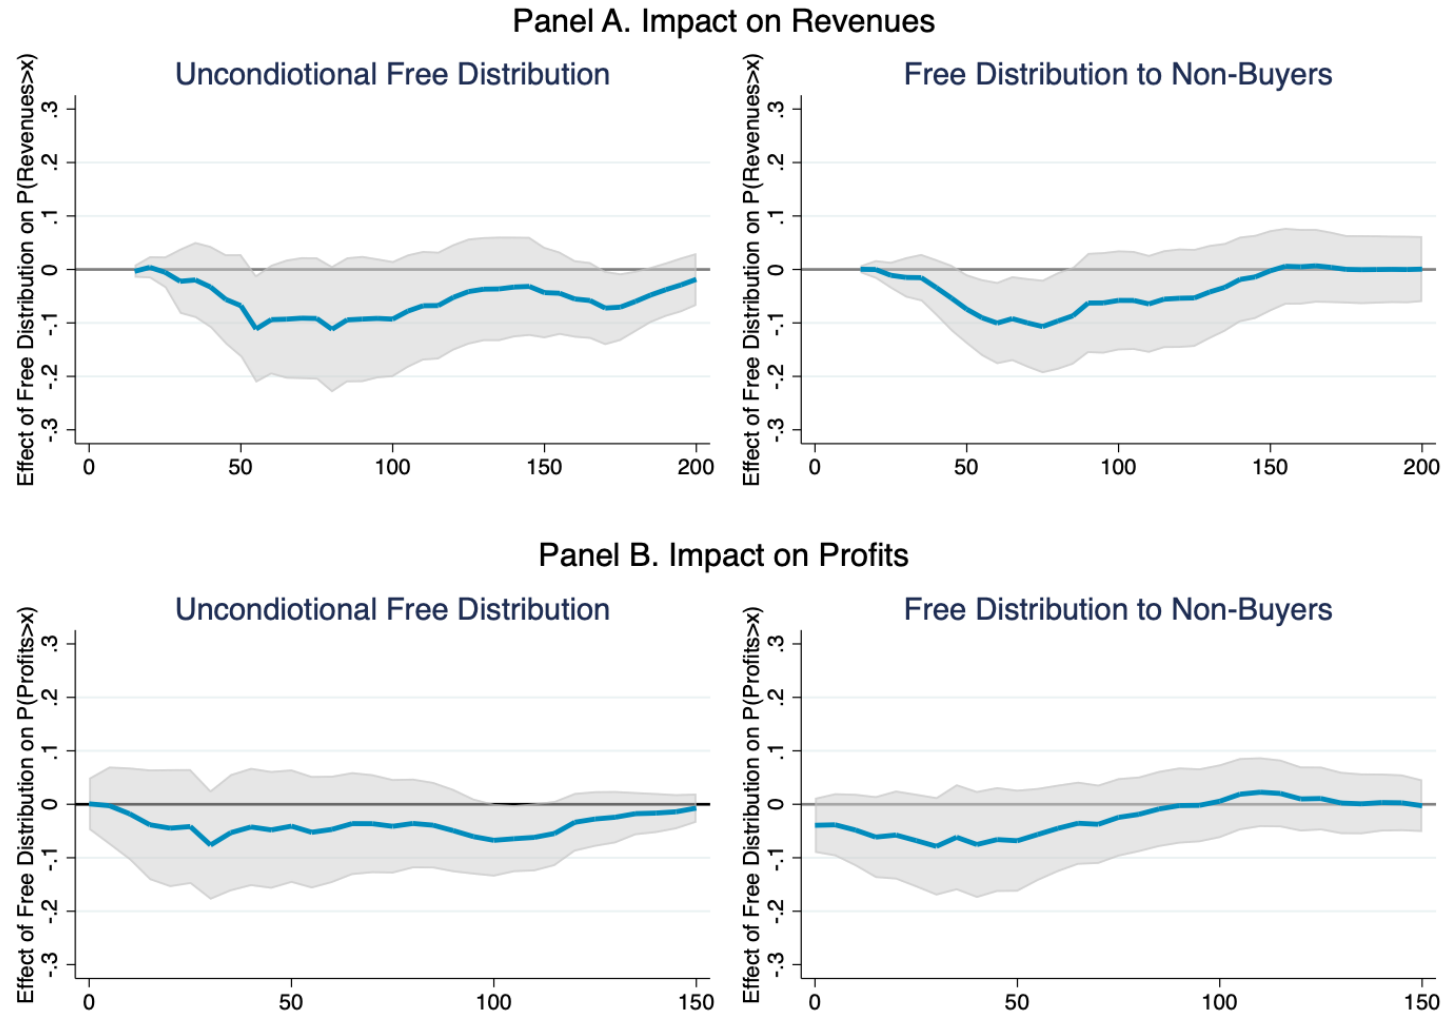 Panel A. Impact on Revenues
Uncondiotional Free Distribution
Effect of Free Distribution on P(Revenues>x)
.3
.2
.1
0
-.1
-.2
-.3
0 50 100 150 200
Free Distribution to Non-Buyers
Effect of Free Distribution on P(Revenues>x)
.3
.2
.1
0
-.1
-.2
-.3
0 50 100 150 200
Panel B. Impact on Profits
Uncondiotional Free Distribution
Effect of Free Distribution on P(Profits>x)
.3
.2
.1
0
-.1
-.2
-.3
0 50 100 150
Free Distribution to Non-Buyers
Effect of Free Distribution on P(Profits>x)
.3
.2
.1
0
-.1
-.2
-.3
0 50 100 150